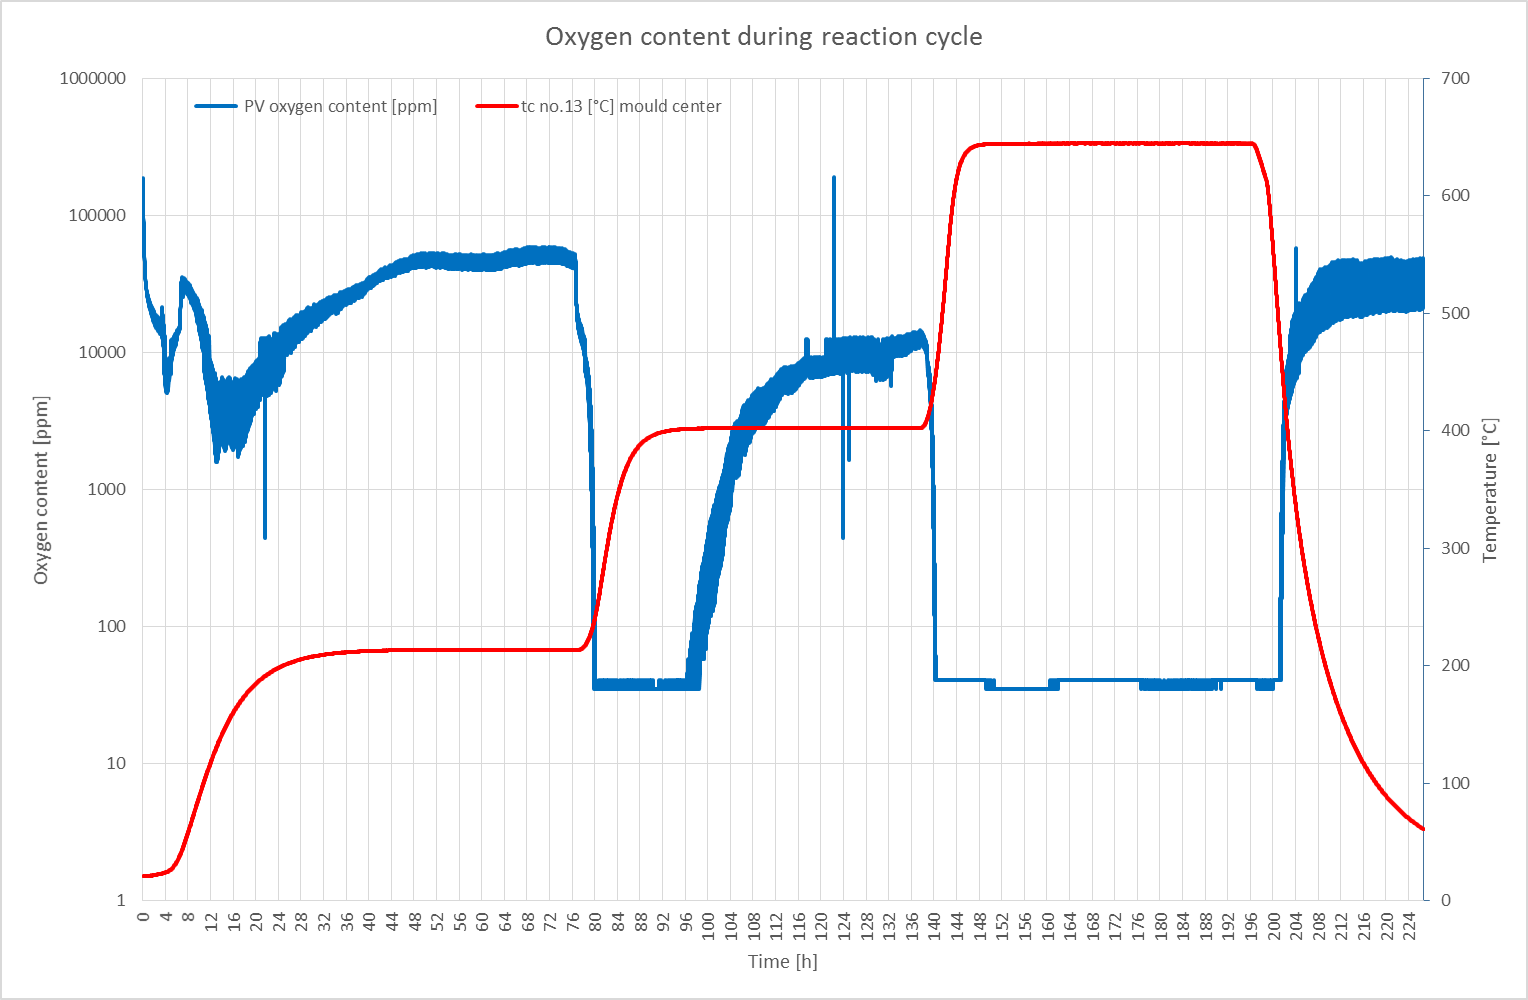 Oxygen content during reaction cycle
PV oxygen content [ppm] tc no.13 [°C] mould center
1000000
100000
10000
1000
100
10
1
Oxygen content [ppm]
700
600
500
400
300
200
100
0
Temperature [°C]
0 4 8 12 16 20 24 28 32 36 40 44 48 52 56 60 64 68 72 76 80 84 88 92 96 100 104 108 112 116 120 124 128 132 136 140 144 148 152 156 160 164 168 172 176 180 184 188 192 196 200 204 208 212 216 220 224
Time [h]